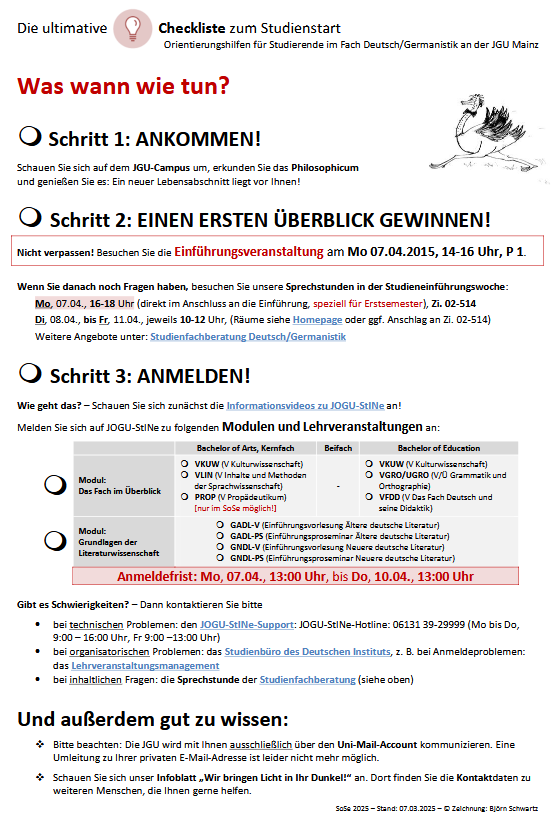 Die ultimative Checkliste zum Studienstart
Orientierungshilfen für Studierende im Fach Deutsch/Germanistik an der JGU Mainz
Was wann wie tun?
Schritt 1: ANKOMMEN!
Schauen Sie sich auf dem JGU-Campus um, erkunden Sie das Philosophicum
und genießen Sie es: Ein neuer Lebensabschnitt liegt vor Ihnen!
Schritt 2: EINEN ERSTEN ÜBERBLICK GEWINNEN!
Nicht verpassen! Besuchen Sie die Einführungsveranstaltung am Mo 07.04.2015, 14-16 Uhr, P 1.
Wenn Sie danach noch Fragen haben, besuchen Sie unsere Sprechstunden in der Studieneinführungswoche:
Mo, 07.04., 16-18 Uhr (direkt im Anschluss an die Einführung, speziell für Erstsemester), Zi. 02-514
Di, 08.04., bis Fr, 11.04., jeweils 10-12 Uhr, (Räume siehe Homepage oder ggf. Anschlag an Zi. 02-514)
Weitere Angebote unter: Studienfachberatung Deutsch/Germanistik
Schritt 3: ANMELDEN!
Wie geht das? – Schauen Sie sich zunächst die Informationsvideos zu JOGU-StINe an!
Melden Sie sich auf JOGU-StINe zu folgenden Modulen und Lehrveranstaltungen an:
Bachelor of Arts, Kernfach Beifach Bachelor of Education
Modul:
Das Fach im Überblick
VKUW (V Kulturwissenschaft)
VLIN (V Inhalte und Methoden
der Sprachwissenschaft)
PROP (V Propädeutikum)
[nur im SoSe möglich!]
-
VKUW (V Kulturwissenschaft)
VGRO/UGRO (V/Ü Grammatik und
Orthographie)
VFDD (V Das Fach Deutsch und
seine Didaktik)
Modul:
Grundlagen der
Literaturwissenschaft
GADL-V (Einführungsvorlesung Ältere deutsche Literatur)
GADL-PS (Einführungsproseminar Ältere deutsche Literatur)
GNDL-V (Einführungsvorlesung Neuere deutsche Literatur)
GNDL-PS (Einführungsproseminar Neuere deutsche Literatur)
Anmeldefrist: Mo, 07.04., 13:00 Uhr, bis Do, 10.04., 13:00 Uhr
Gibt es Schwierigkeiten? – Dann kontaktieren Sie bitte
• bei technischen Problemen: den JOGU-StINe-Support: JOGU-StINe-Hotline: 06131 39-29999 (Mo bis Do,
9:00 – 16:00 Uhr, Fr 9:00 –13:00 Uhr)
• bei organisatorischen Problemen: das Studienbüro des Deutschen Instituts, z. B. bei Anmeldeproblemen:
das Lehrveranstaltungsmanagement
• bei inhaltlichen Fragen: die Sprechstunde der Studienfachberatung (siehe oben)
Und außerdem gut zu wissen:
❖ Bitte beachten: Die JGU wird mit Ihnen ausschließlich über den Uni-Mail-Account kommunizieren. Eine
Umleitung zu Ihrer privaten E-Mail-Adresse ist leider nicht mehr möglich.
❖ Schauen Sie sich unser Infoblatt „Wir bringen Licht in Ihr Dunkel!“ an. Dort finden Sie die Kontaktdaten zu
weiteren Menschen, die Ihnen gerne helfen.
SoSe 2025 – Stand: 07.03.2025 – © Zeichnung: Björn Schwartz